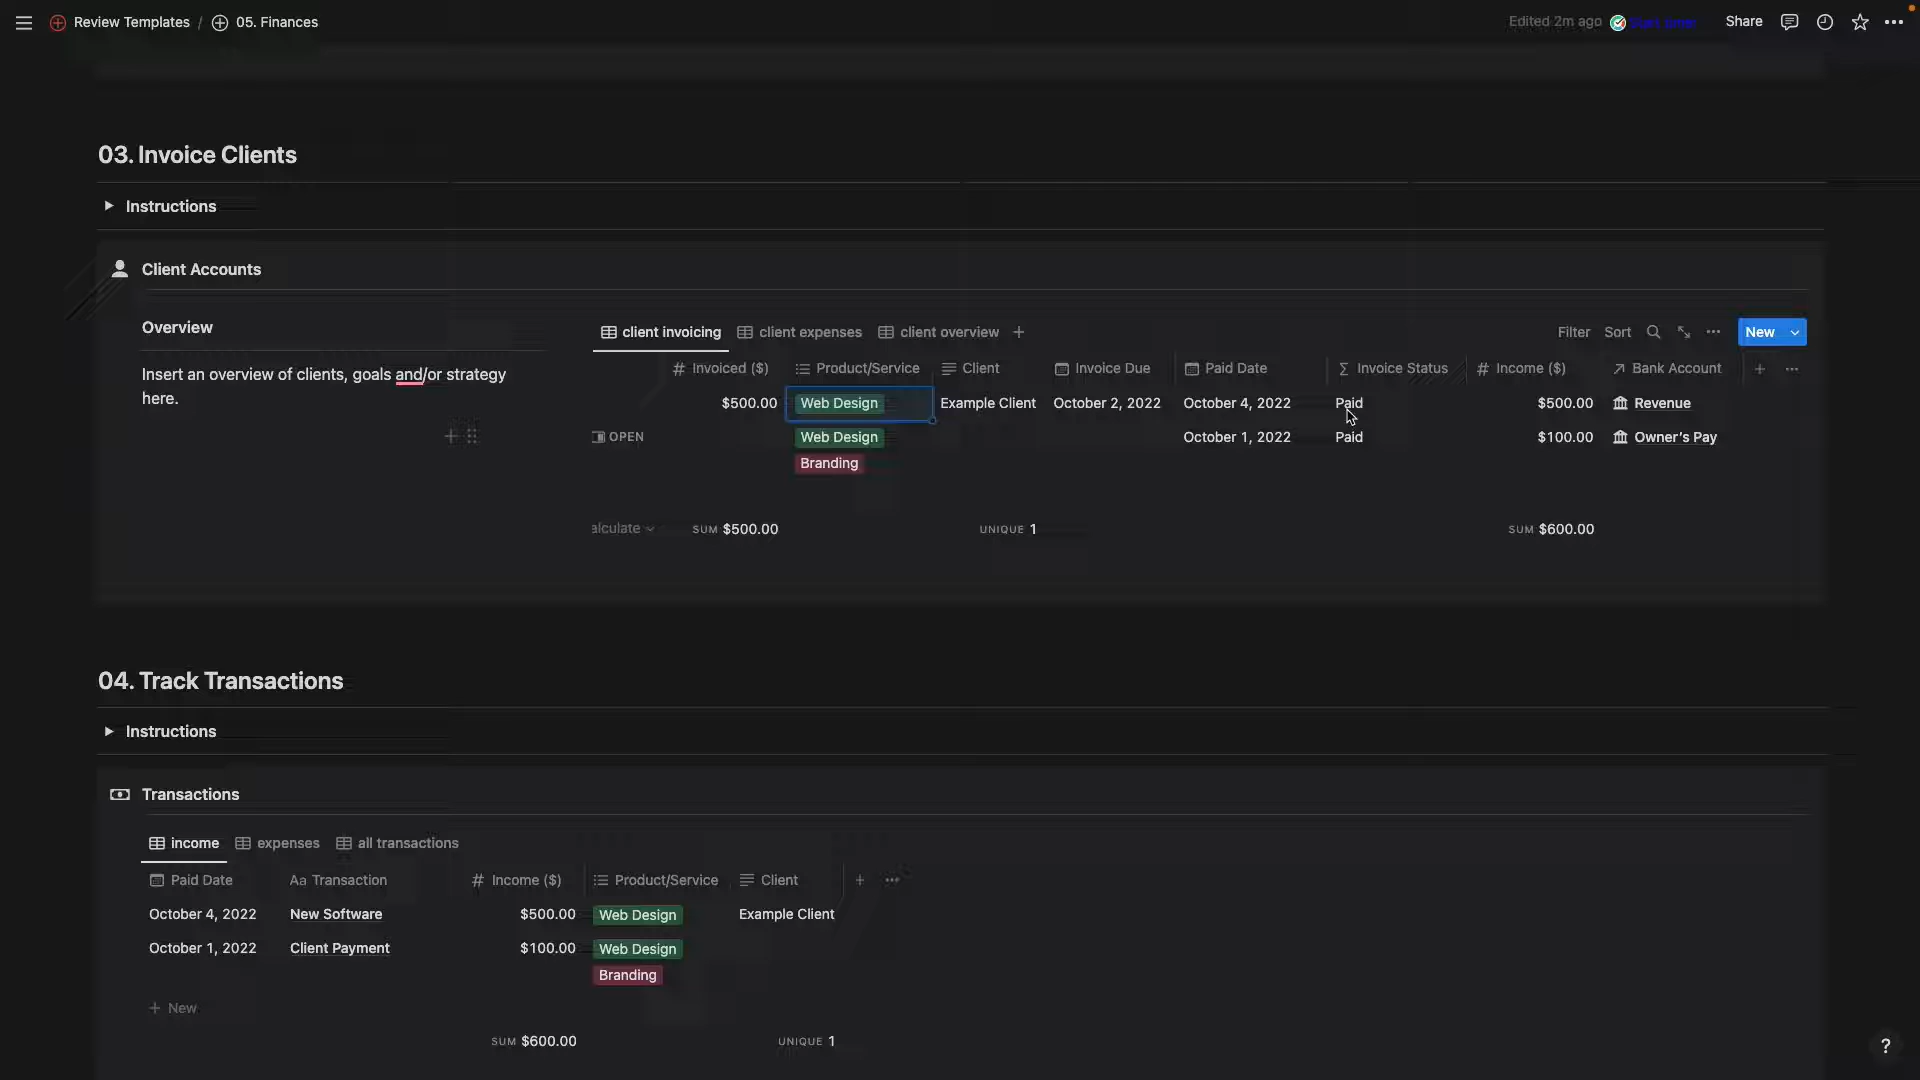 Review Templates / 05. Finances
Edited 2m ago
Share
03. Invoice Clients
Instructions
Client Accounts
Overview
Insert an overview of clients, goals and/or strategy
here.
client invoicing client expenses client overview
Filter Sort New
Invoiced ($) Product/Service Client Invoice Due Paid Date Invoice Status Income ($) Bank Account
$500.00 Web Design Example Client October 2, 2022 October 4, 2022 Paid $500.00 Revenue
OPEN Web Design October 1, 2022 Paid $100.00 Owner's Pay
Branding
alculate SUM $500.00 UNIQUE 1 SUM $600.00
04. Track Transactions
Instructions
Transactions
income expenses all transactions
Paid Date Aa Transaction Income ($) Product/Service Client
October 4, 2022 New Software $500.00 Web Design Example Client
October 1, 2022 Client Payment $100.00 Web Design
Branding
+ New
SUM $600.00 UNIQUE 1
?